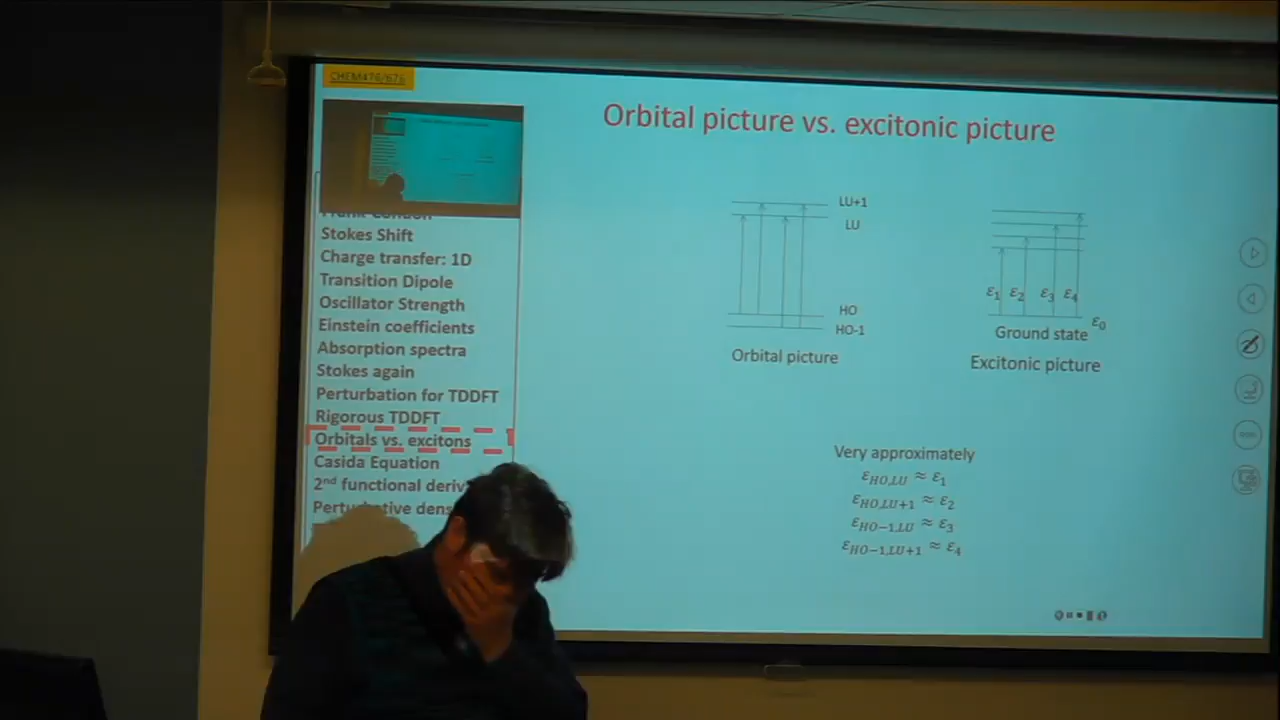 CHEM476/676
Orbital picture vs. excitonic picture
Stokes Shift
Charge transfer: 1D
Transition Dipole
Oscillator Strength
Einstein coefficients
Absorption spectra
Stokes again
Perturbation for TDDFT
Rigorous TDDFT
Orbitals vs. excitons
Casida Equation
2nd functional deriv
Perturbative dens
LU+1
LU
HO
HO-1
Orbital picture
ε1 ε2 ε3 ε4
ε0
Ground state
Excitonic picture
Very approximately
εHO,LU ≈ ε1
εHO,LU+1 ≈ ε2
εHO−1,LU ≈ ε3
εHO−1,LU+1 ≈ ε4